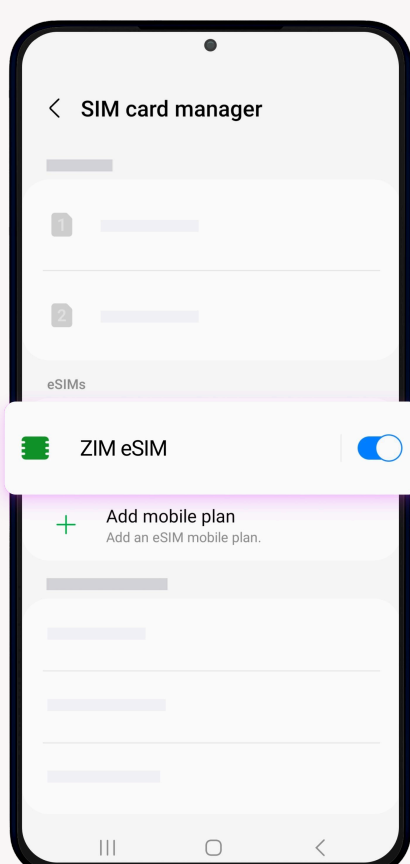 SIM card manager
1
2
eSIMs
ZIM eSIM
Add mobile plan
Add an eSIM mobile plan.